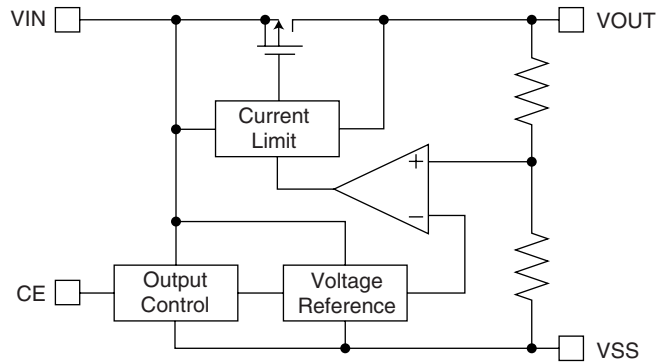 VIN
VOUT
Current
Limit
+
−
CE
Output
Control
Voltage
Reference
VSS